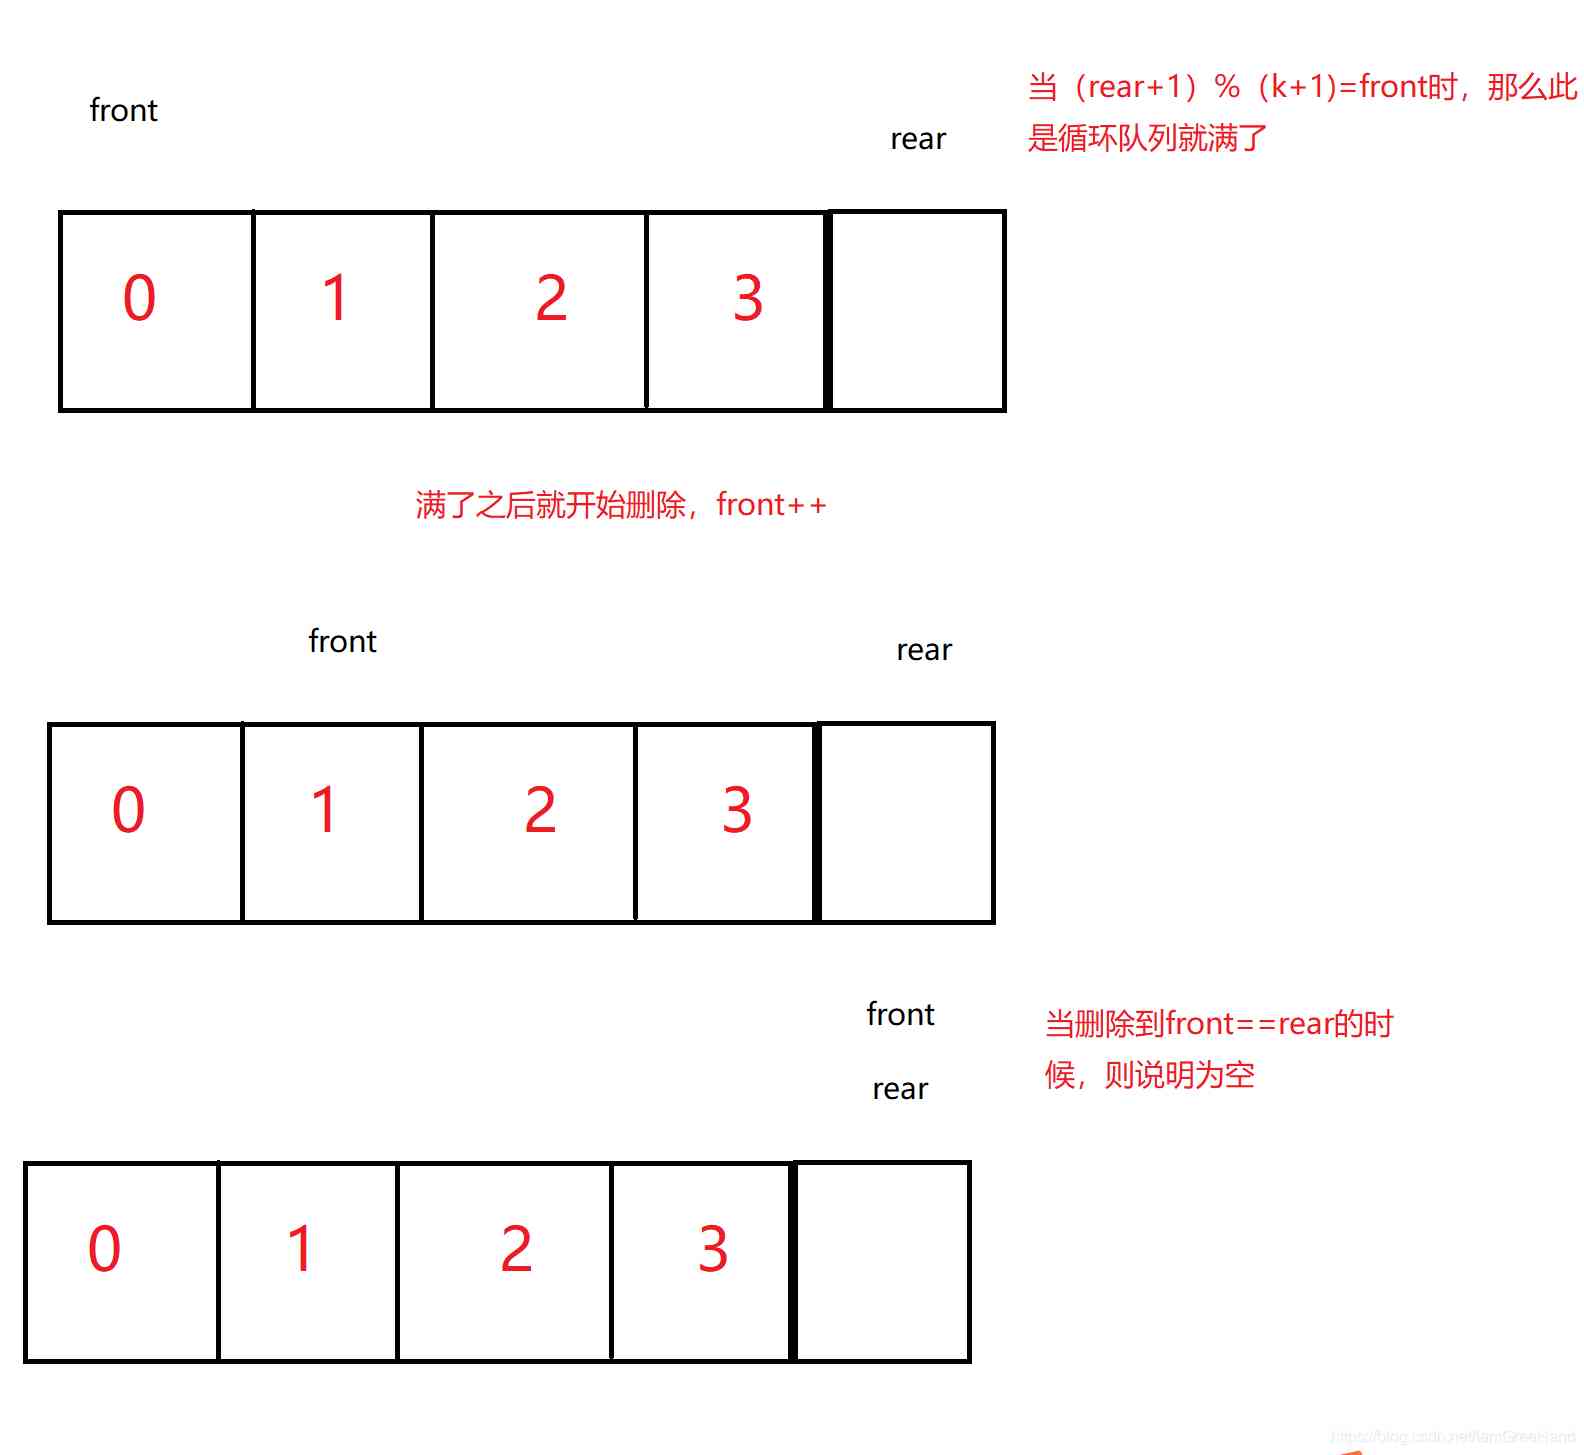 front
rear
当（rear+1）%（k+1)=front时，那么此
是循环队列就满了
0 1 2 3
满了之后就开始删除，front++
front
rear
0 1 2 3
front
rear
当删除到front==rear的时
候，则说明为空
0 1 2 3
https://blog.csdn.net/IamGreeHand